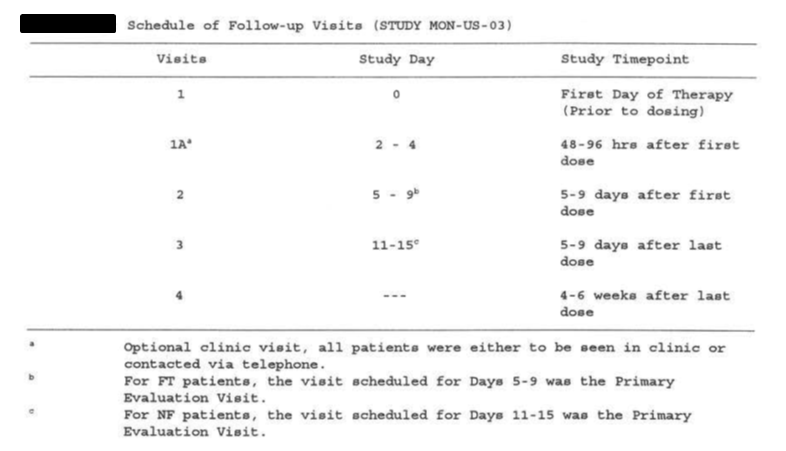 Schedule of Follow-up Visits (STUDY MON-US-03)
Visits Study Day Study Timepoint
1 0 First Day of Therapy
(Prior to dosing)
1Aᵃ 2 - 4 48-96 hrs after first
dose
2 5 - 9ᵇ 5-9 days after first
dose
3 11-15ᶜ 5-9 days after last
dose
4 --- 4-6 weeks after last
dose
ᵃ Optional clinic visit, all patients were either to be seen in clinic or
contacted via telephone.
ᵇ For FT patients, the visit scheduled for Days 5-9 was the Primary
Evaluation Visit.
ᶜ For NF patients, the visit scheduled for Days 11-15 was the Primary
Evaluation Visit.